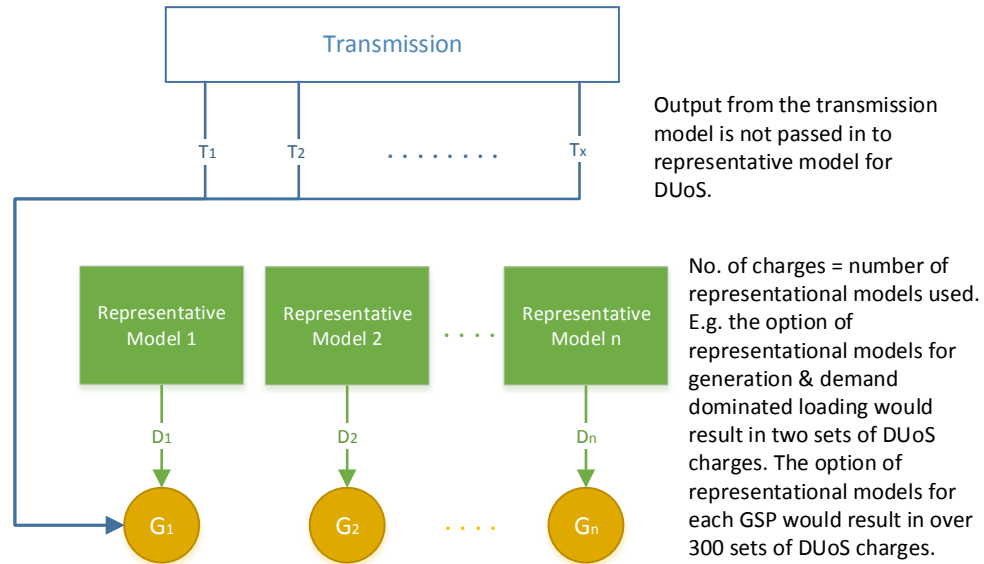 Transmission
T1
T2
. . . . . . . .
Tx
Output from the transmission
model is not passed in to
representative model for
DUoS.
Representative
Model 1
Representative
Model 2
. . . .
Representative
Model n
No. of charges = number of
representational models used.
E.g. the option of
representational models for
generation & demand
dominated loading would
result in two sets of DUoS
charges. The option of
representational models for
each GSP would result in over
300 sets of DUoS charges.
D1
D2
Dn
G1
G2
. . . .
Gn